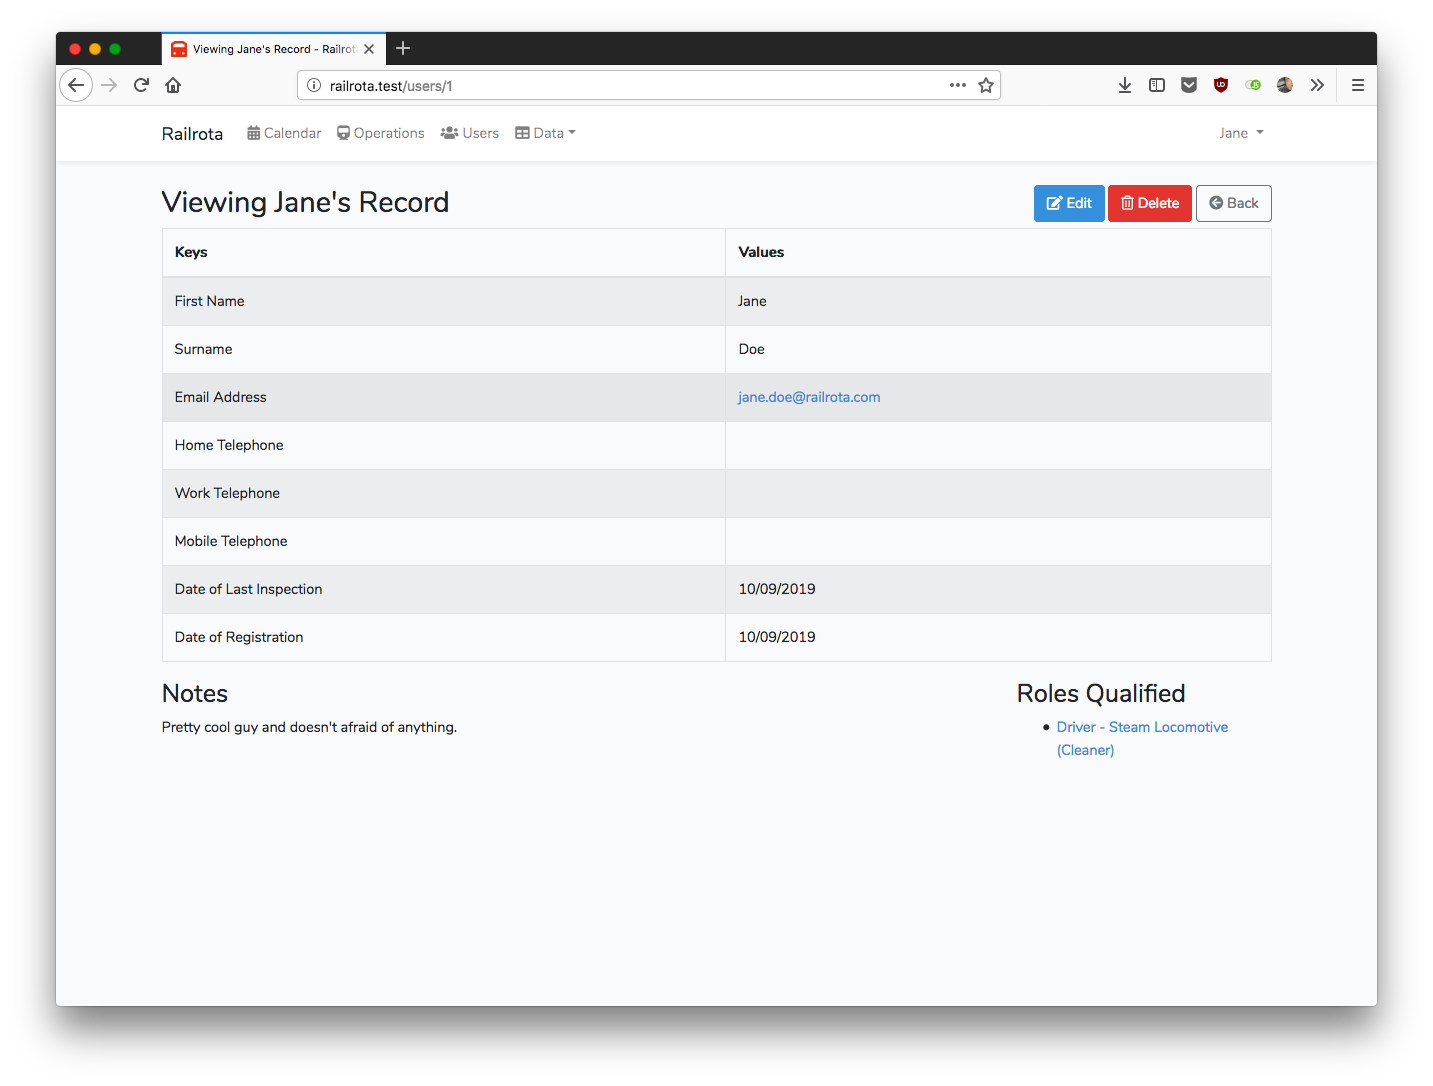 Viewing Jane's Record - Railrot
railrota.test/users/1
Railrota Calendar Operations Users Data Jane
Viewing Jane's Record
Edit Delete Back
Keys Values
First Name Jane
Surname Doe
Email Address jane.doe@railrota.com
Home Telephone
Work Telephone
Mobile Telephone
Date of Last Inspection 10/09/2019
Date of Registration 10/09/2019
Notes
Pretty cool guy and doesn't afraid of anything.
Roles Qualified
Driver - Steam Locomotive
(Cleaner)